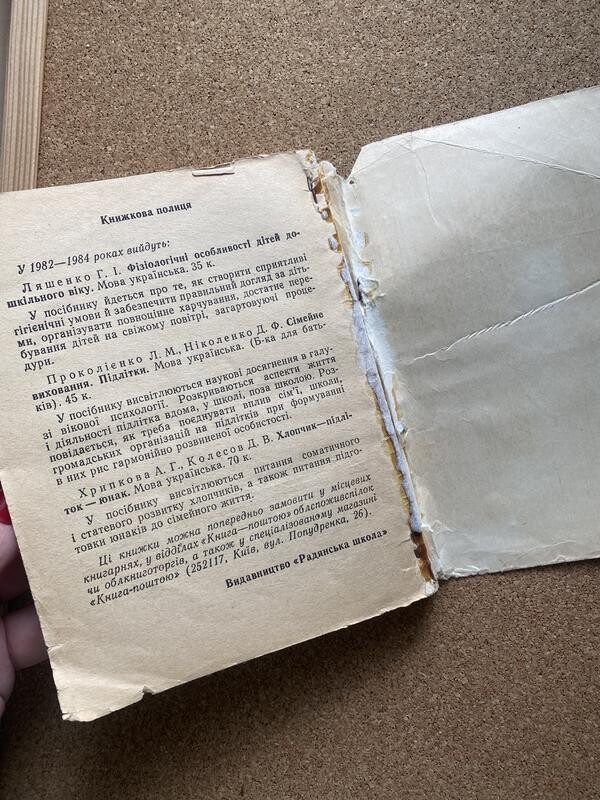 Книжкова полиця
У 1982—1984 роках вийдуть:
Ляшенко Г. І. Фізіологічні особливості дітей до-
шкільного віку. Мова українська. 35 к.
У посібнику йдеться про те, як створити сприятливі
гігієнічні умови й забезпечити правильний догляд за діть-
ми, організувати повноцінне харчування, достатнє пере-
бування дітей на свіжому повітрі, загартовуючі проце-
дури.
Проколієнко Л. М., Ніколенко Д. Ф. Сімейне
виховання. Підлітки. Мова українська. (Б-ка для бать-
ків). 45 к.
У посібнику висвітлюються наукові досягнення в галу-
зі вікової психології. Розкриваються аспекти життя
і діяльності підлітка вдома, у школі, поза школою. Роз-
повідається, як треба поєднувати вплив сім'ї, школи,
громадських організацій на підлітків при формуванні
в них рис гармонійно розвиненої особистості.
Хрипкова А. Г., Колесов Д. В. Хлопчик—підлі-
ток — юнак. Мова українська. 70 к.
У посібнику висвітлюються питання соматичного
і статевого розвитку хлопчиків, а також питання підго-
товки юнаків до сімейного життя.
Ці книжки можна попередньо замовити у місцевих
книгарнях, у відділах «Книга—поштою» облспоживспілок
чи облкниготоргів, а також у спеціалізованому магазині
«Книга-поштою» (252117, Київ, вул. Попудренка, 26).
Видавництво «Радянська школа»